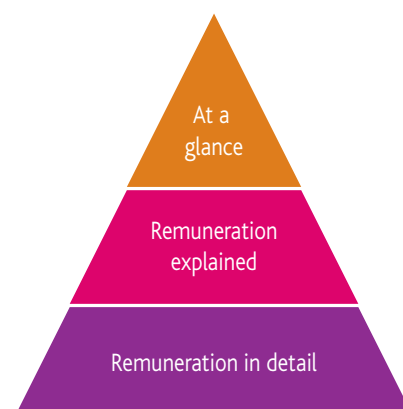 At a
glance
Remuneration
explained
Remuneration in detail